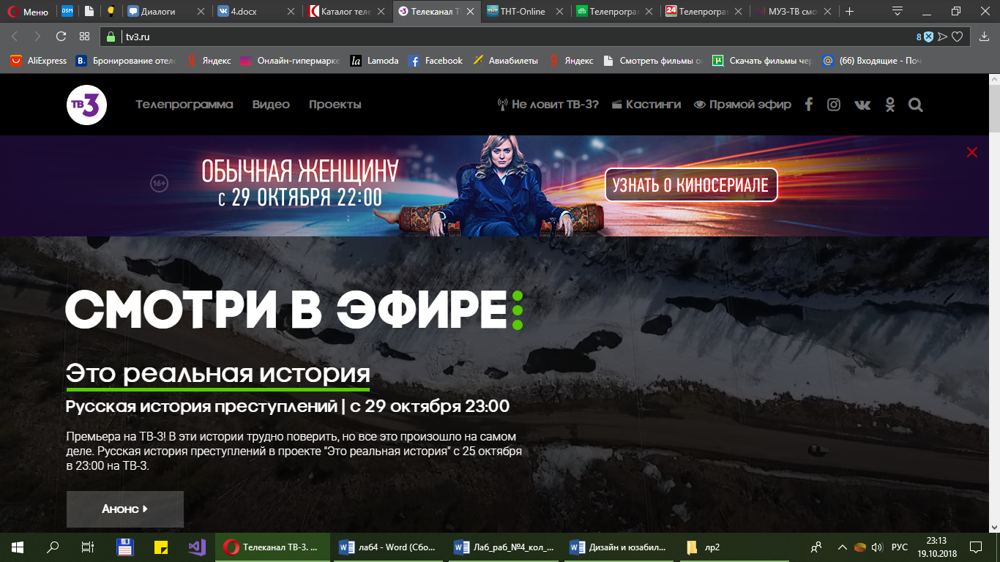 Меню
DSM
Диалоги
4.docx
Каталог теле
Телеканал Т
ТНТ-Online
Телепрогра
24
Телепрогра
МУЗ-ТВ смо
tv3.ru
8
AliExpress
B.
Бронирование отеле
Я
Яндекс
Онлайн-гипермарке
la
Lamoda
Facebook
Авиабилеты
Я
Яндекс
Смотреть фильмы о
Скачать фильмы чер
(66) Входящие - Поч
ТВ3
Телепрограмма
Видео
Проекты
Не ловит ТВ-3?
Кастинги
Прямой эфир
16+
ОБЫЧНАЯ ЖЕНЩИНА
С 29 ОКТЯБРЯ 22:00
УЗНАТЬ О КИНОСЕРИАЛЕ
СМОТРИ В ЭФИРЕ
Это реальная история
Русская история преступлений | с 29 октября 23:00
Премьера на ТВ-3! В эти истории трудно поверить, но все это произошло на самом
деле. Русская история преступлений в проекте "Это реальная история" с 25 октября
в 23:00 на ТВ-3.
Анонс
Телеканал ТВ-3. ...
лаб4 - Word (Сбо...
Лаб_раб_№4_кол_...
Дизайн и юзабил...
лр2
РУС
23:13
19.10.2018